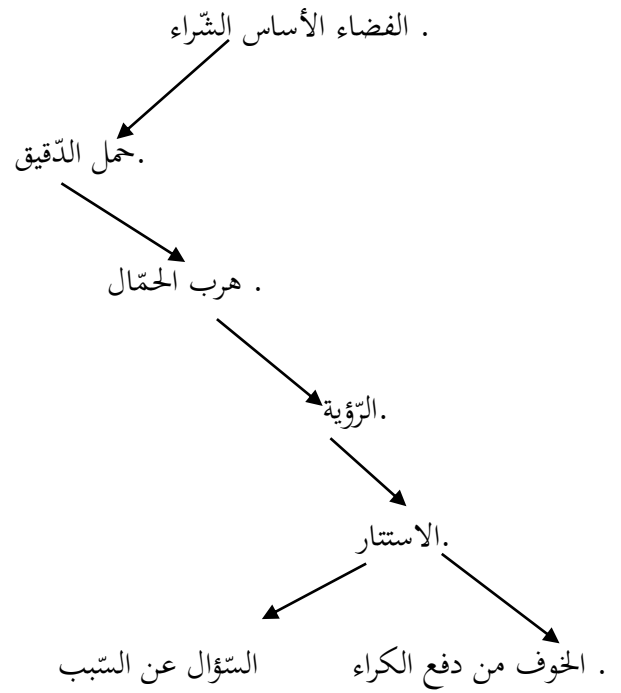 . الفضاء الأساس الشّراء
.حمل الدّقيق
. هرب الحمّال
.الرّؤية
.الاستتار
. الخوف من دفع الكراء
السّؤال عن السّبب